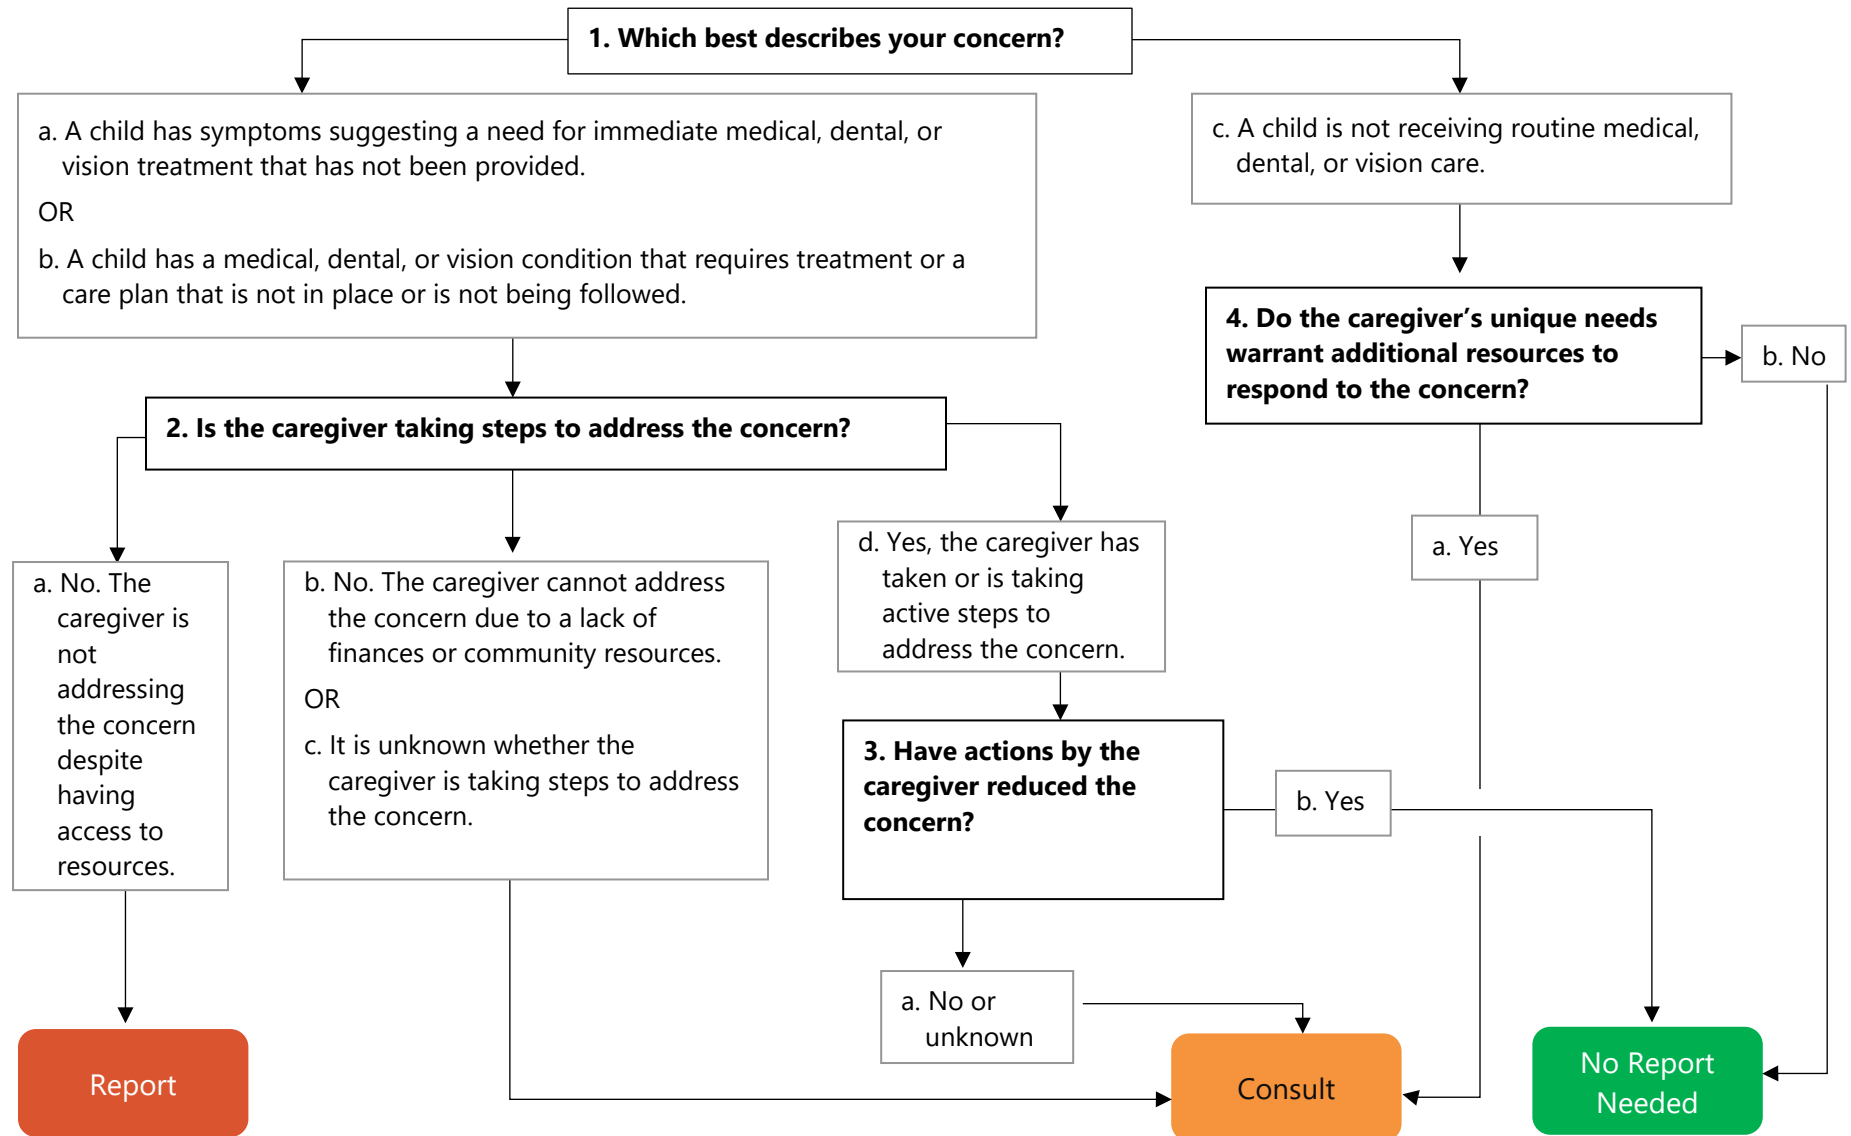 1. Which best describes your concern?
a. A child has symptoms suggesting a need for immediate medical, dental, or
vision treatment that has not been provided.
OR
b. A child has a medical, dental, or vision condition that requires treatment or a
care plan that is not in place or is not being followed.
c. A child is not receiving routine medical,
dental, or vision care.
4. Do the caregiver’s unique needs
warrant additional resources to
respond to the concern?
b. No
a. Yes
2. Is the caregiver taking steps to address the concern?
a. No. The
caregiver is
not
addressing
the concern
despite
having
access to
resources.
b. No. The caregiver cannot address
the concern due to a lack of
finances or community resources.
OR
c. It is unknown whether the
caregiver is taking steps to address
the concern.
d. Yes, the caregiver has
taken or is taking
active steps to
address the concern.
3. Have actions by the
caregiver reduced the
concern?
b. Yes
a. No or
unknown
Report
Consult
No Report
Needed